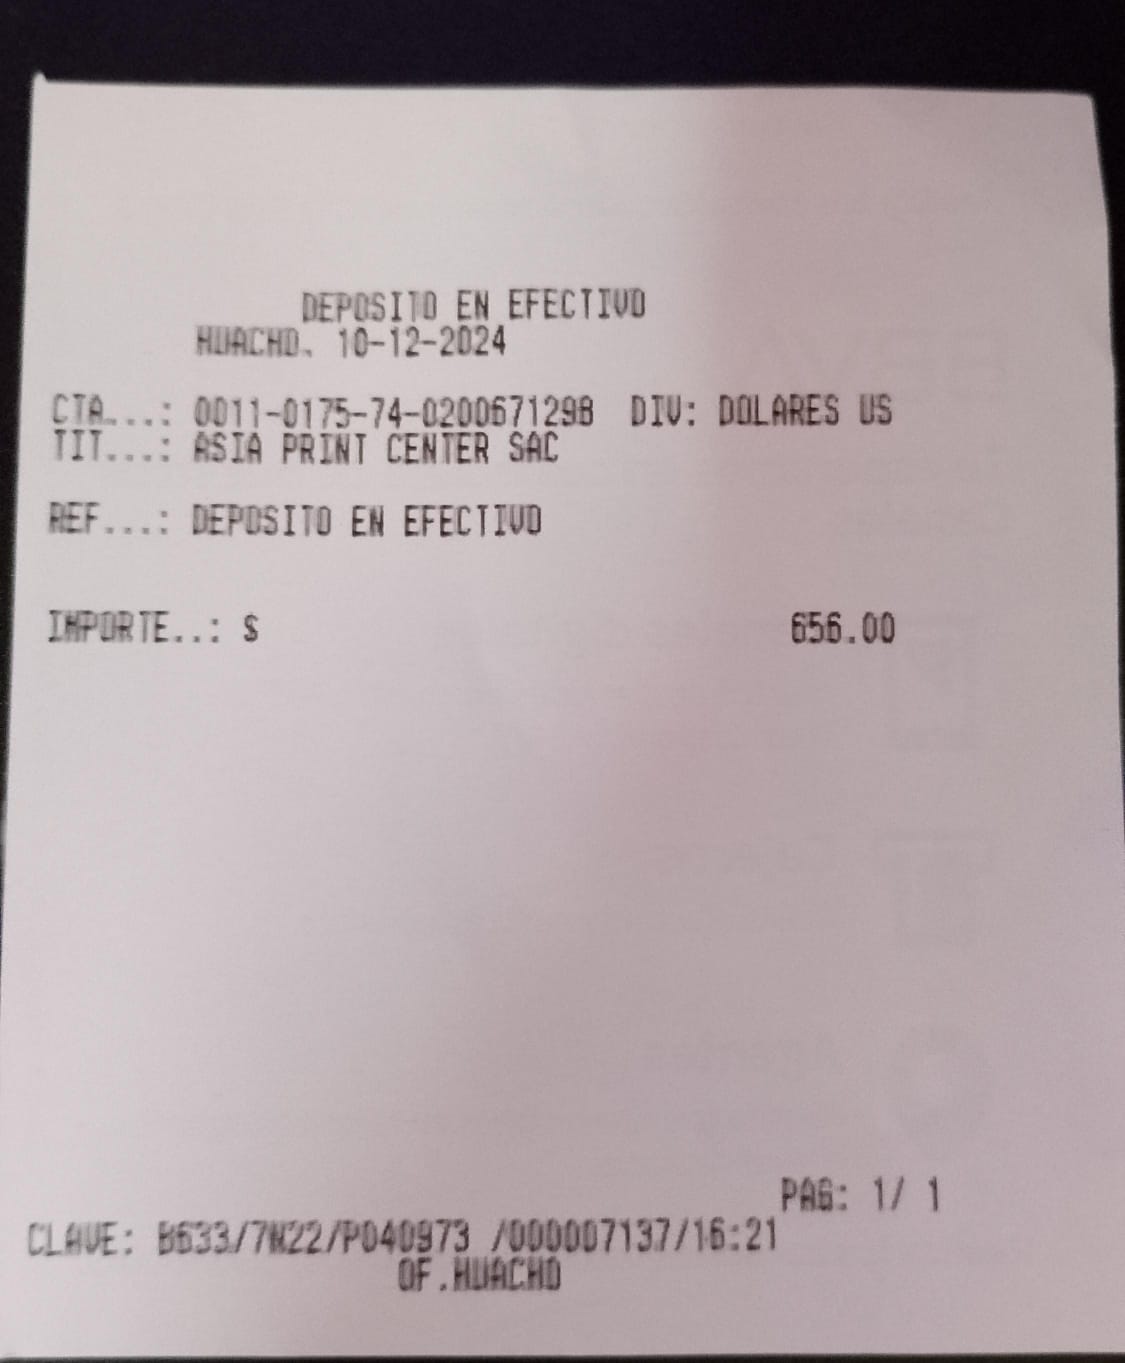 DEPOSITO EN EFECTIVO
HUACHO. 10-12-2024
CTA...: 0011-0175-74-0200671298 DIV: DOLARES US
TIT...: ASIA PRINT CENTER SAC
REF...: DEPOSITO EN EFECTIVO
IMPORTE..: $ 656.00
PAG: 1/ 1
CLAVE: B633/7N22/P040973 /000007137/16:21
OF.HUACHO